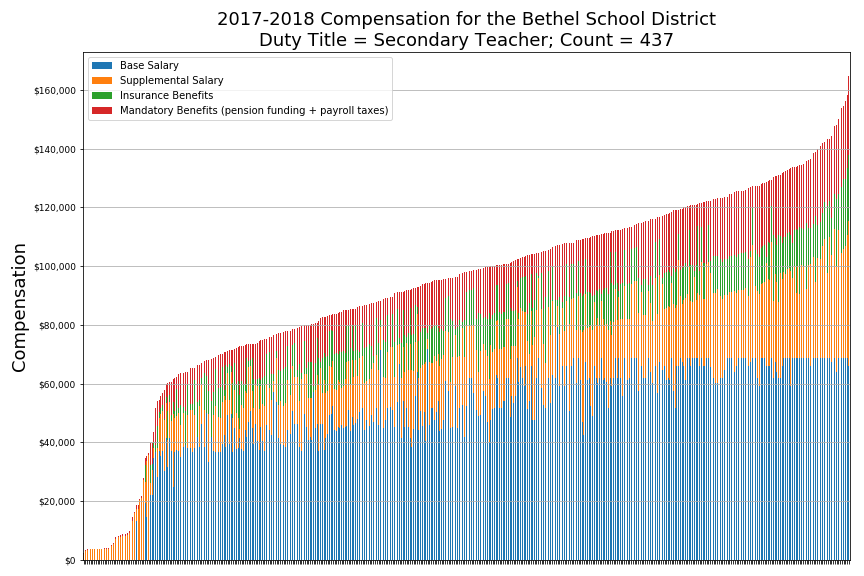 2017-2018 Compensation for the Bethel School District
Duty Title = Secondary Teacher; Count = 437
Base Salary
Supplemental Salary
Insurance Benefits
Mandatory Benefits (pension funding + payroll taxes)
Compensation
$160,000
$140,000
$120,000
$100,000
$80,000
$60,000
$40,000
$20,000
$0